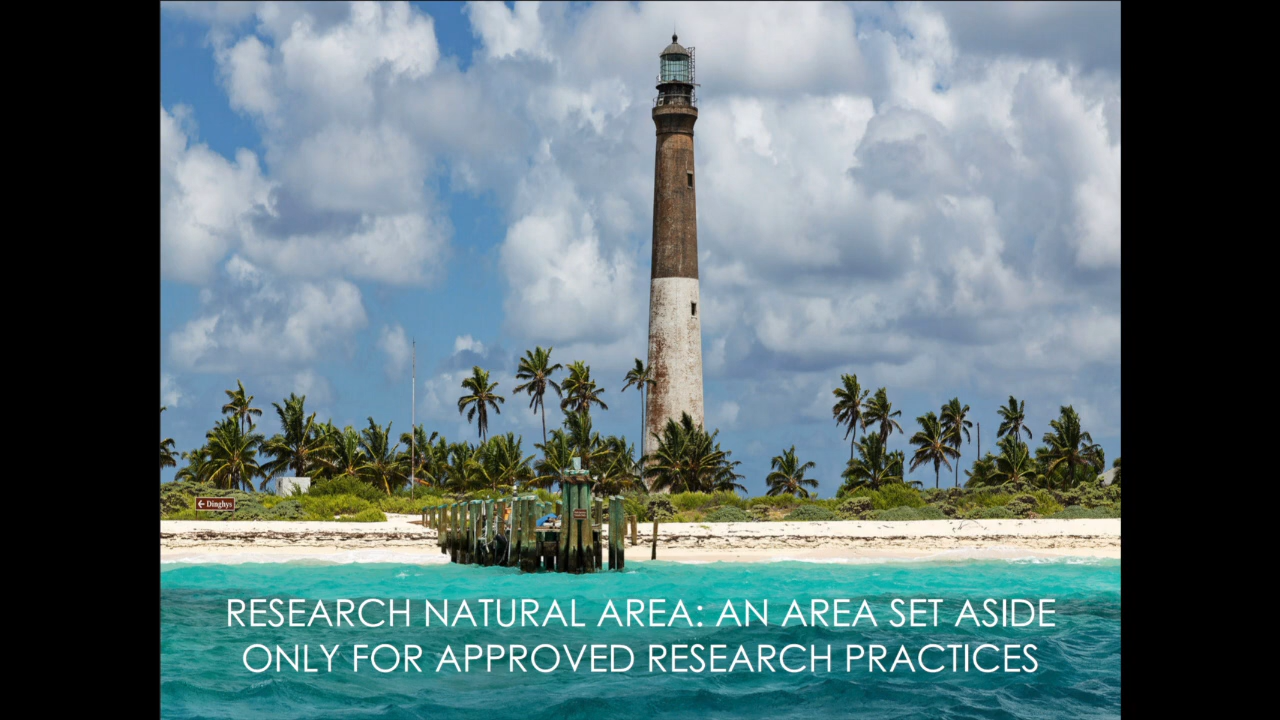 ← Dinghys
RESEARCH NATURAL AREA: AN AREA SET ASIDE
ONLY FOR APPROVED RESEARCH PRACTICES